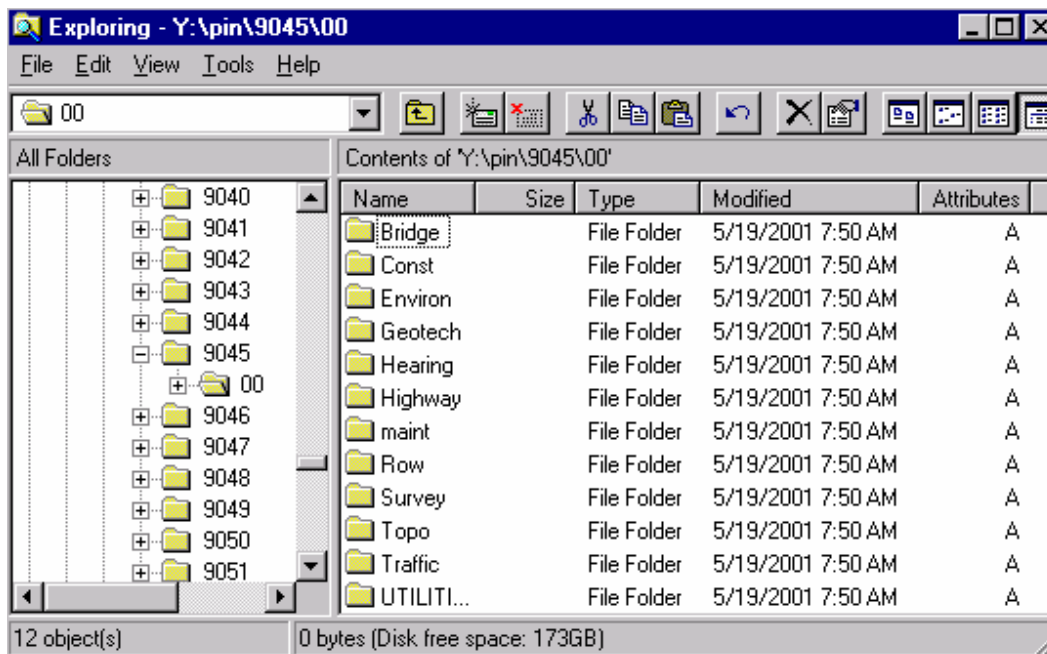 Exploring - Y:\pin\9045\00
File Edit View Tools Help
00
All Folders
Contents of 'Y:\pin\9045\00'
9040
9041
9042
9043
9044
9045
00
9046
9047
9048
9049
9050
9051
Name Size Type Modified Attributes
Bridge File Folder 5/19/2001 7:50 AM A
Const File Folder 5/19/2001 7:50 AM A
Environ File Folder 5/19/2001 7:50 AM A
Geotech File Folder 5/19/2001 7:50 AM A
Hearing File Folder 5/19/2001 7:50 AM A
Highway File Folder 5/19/2001 7:50 AM A
maint File Folder 5/19/2001 7:50 AM A
Row File Folder 5/19/2001 7:50 AM A
Survey File Folder 5/19/2001 7:50 AM A
Topo File Folder 5/19/2001 7:50 AM A
Traffic File Folder 5/19/2001 7:50 AM A
UTILITI... File Folder 5/19/2001 7:50 AM A
12 object(s)
0 bytes (Disk free space: 173GB)